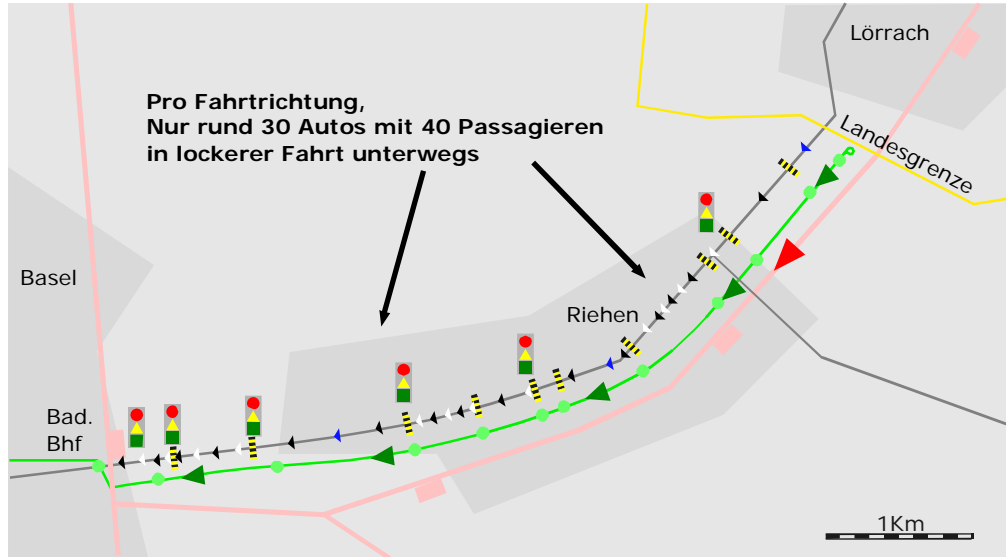 Lörrach
Pro Fahrtrichtung,
Nur rund 30 Autos mit 40 Passagieren
in lockerer Fahrt unterwegs
Landesgrenze
Basel
Riehen
Bad.
Bhf
1Km